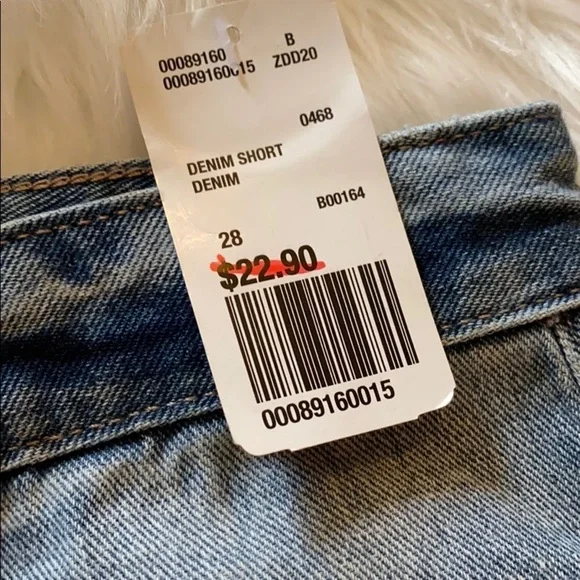 00089160 B
00089160015 ZDD20
0468
DENIM SHORT
DENIM
B00164
28
$22.90
00089160015